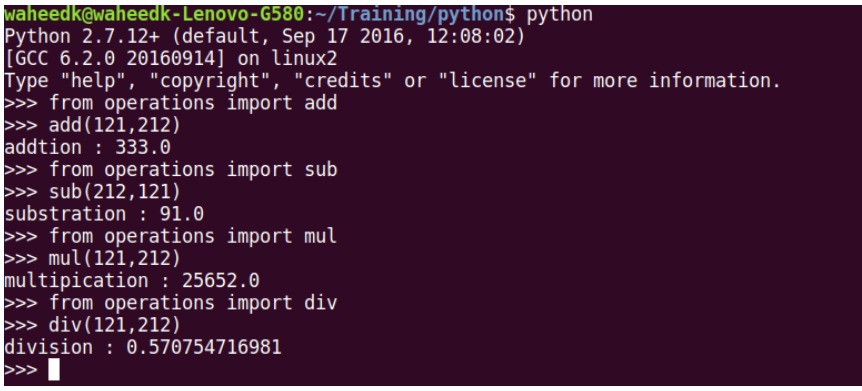 waheedk@waheedk-Lenovo-G580:~/Training/python$ python
Python 2.7.12+ (default, Sep 17 2016, 12:08:02)
[GCC 6.2.0 20160914] on linux2
Type "help", "copyright", "credits" or "license" for more information.
>>> from operations import add
>>> add(121,212)
addtion : 333.0
>>> from operations import sub
>>> sub(212,121)
substration : 91.0
>>> from operations import mul
>>> mul(121,212)
multipication : 25652.0
>>> from operations import div
>>> div(121,212)
division : 0.570754716981
>>>